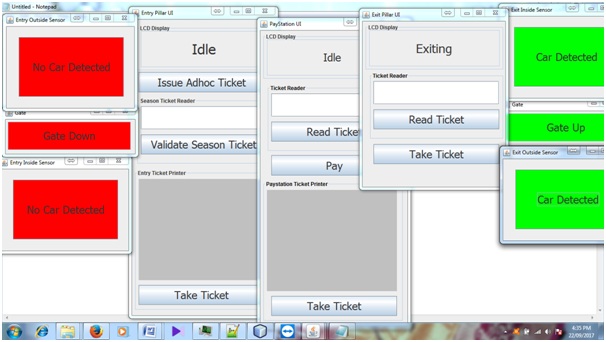 Untitled - Notepad
Entry Outside Sensor
No Car Detected
Gate
Gate Down
Entry Inside Sensor
No Car Detected
Entry Pillar UI
LCD Display
Idle
Issue Adhoc Ticket
Season Ticket Reader
Validate Season Ticket
Entry Ticket Printer
Take Ticket
PayStation UI
LCD Display
Idle
Ticket Reader
Read Ticke
Pay
Paystation Ticket Printer
Take Ticket
Exit Pillar UI
LCD Display
Exiting
Ticket Reader
Read Ticket
Take Ticket
Exit Inside Sensor
Car Detected
Gate
Gate Up
Exit Outside Sensor
Car Detected
4:35 PM
22/09/2017